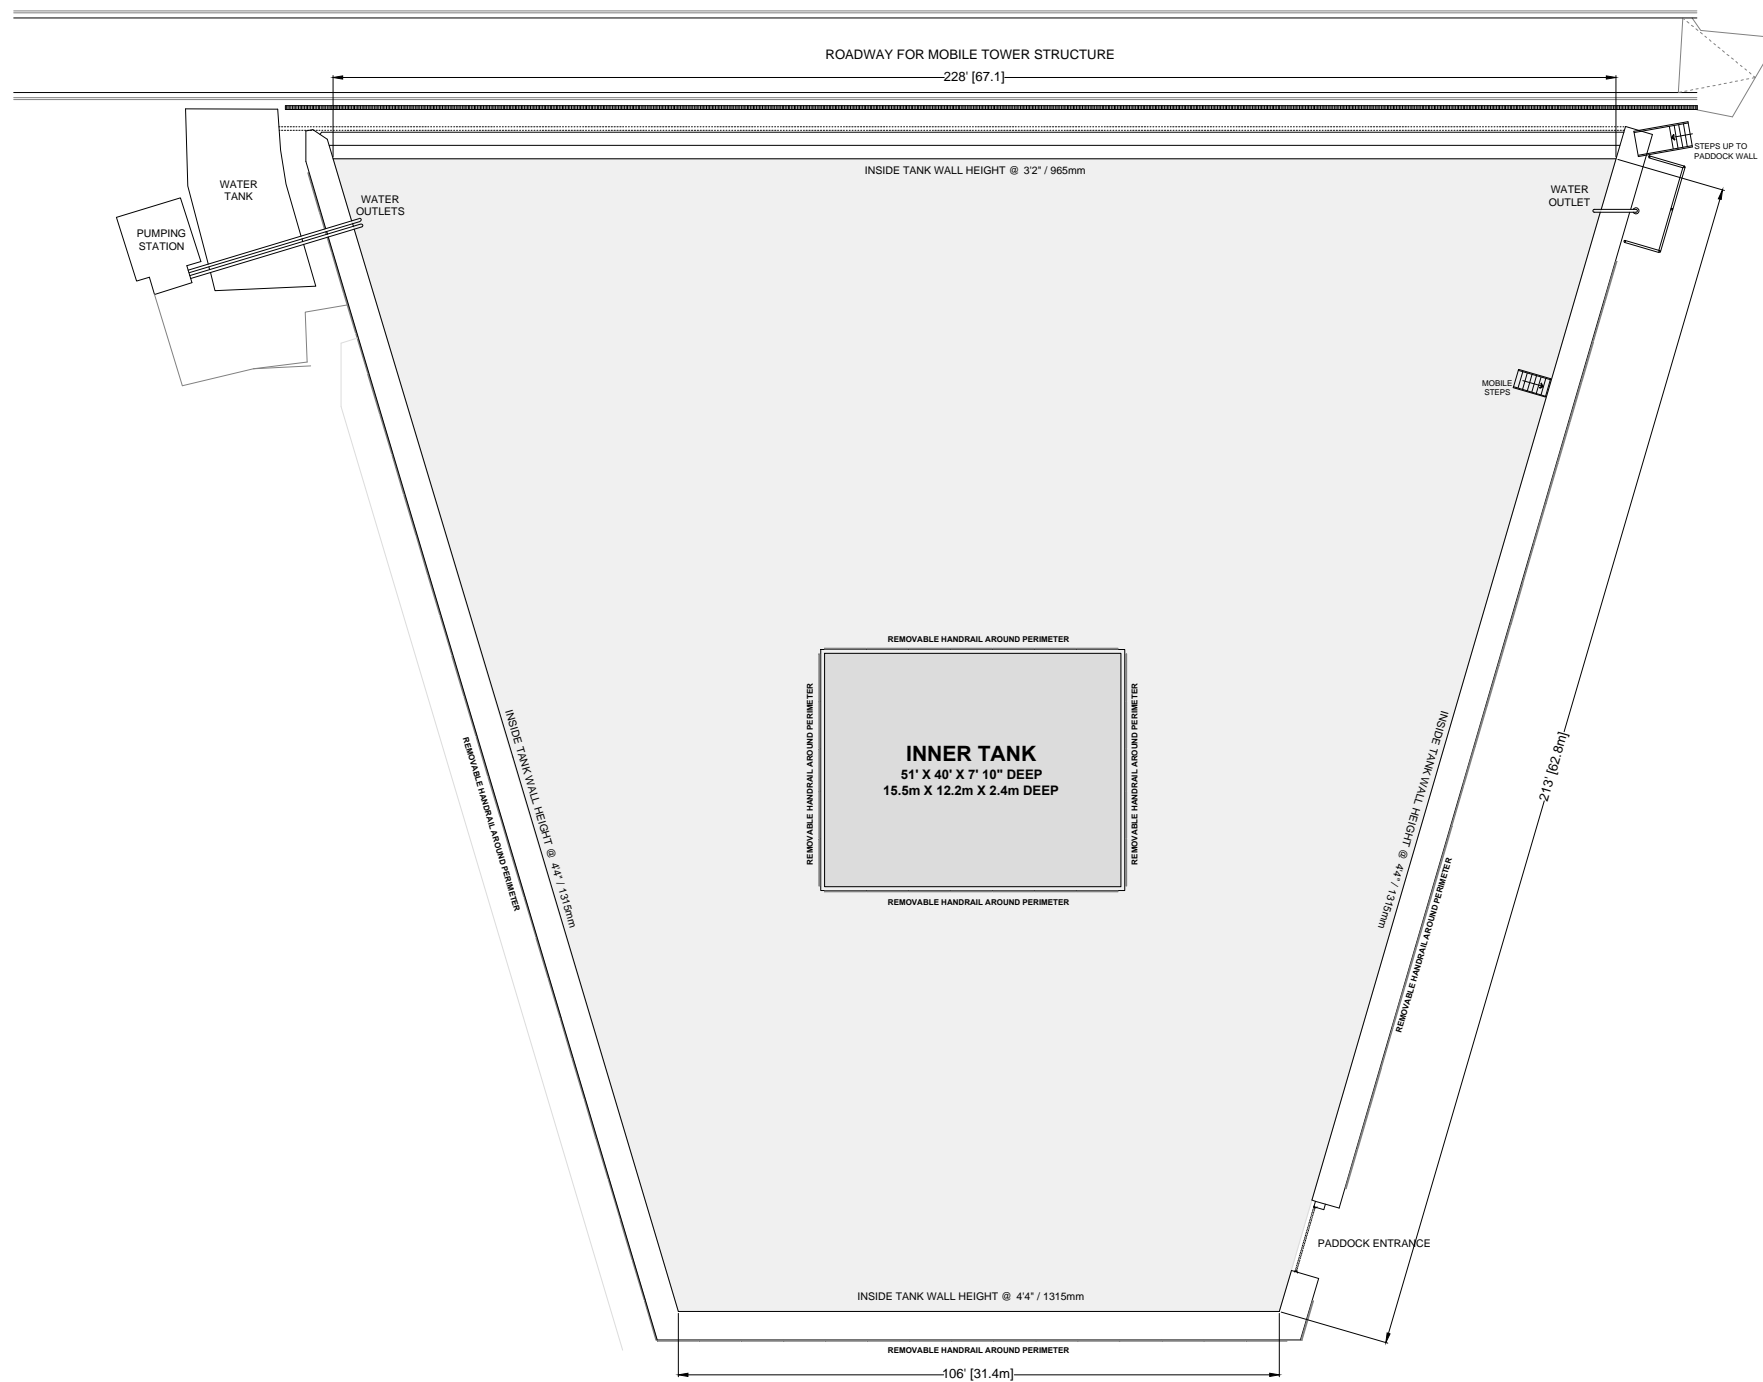 ROADWAY FOR MOBILE TOWER STRUCTURE
228' [67.1]
STEPS UP TO
PADDOCK WALL
INSIDE TANK WALL HEIGHT @ 3'2" / 965mm
WATER
TANK
WATER
OUTLETS
WATER
OUTLET
PUMPING
STATION
MOBILE
STEPS
REMOVABLE HANDRAIL AROUND PERIMETER
REMOVABLE HANDRAIL AROUND PERIMETER
REMOVABLE HANDRAIL AROUND PERIMETER
INSIDE TANK WALL HEIGHT @ 4'4" / 1315mm
REMOVABLE HANDRAIL AROUND PERIMETER
INNER TANK
51' X 40' X 7' 10" DEEP
15.5m X 12.2m X 2.4m DEEP
INSIDE TANK WALL HEIGHT @ 4'4" / 1315mm
REMOVABLE HANDRAIL AROUND PERIMETER
213' [62.8m]
REMOVABLE HANDRAIL AROUND PERIMETER
PADDOCK ENTRANCE
INSIDE TANK WALL HEIGHT @ 4'4" / 1315mm
REMOVABLE HANDRAIL AROUND PERIMETER
106' [31.4m]